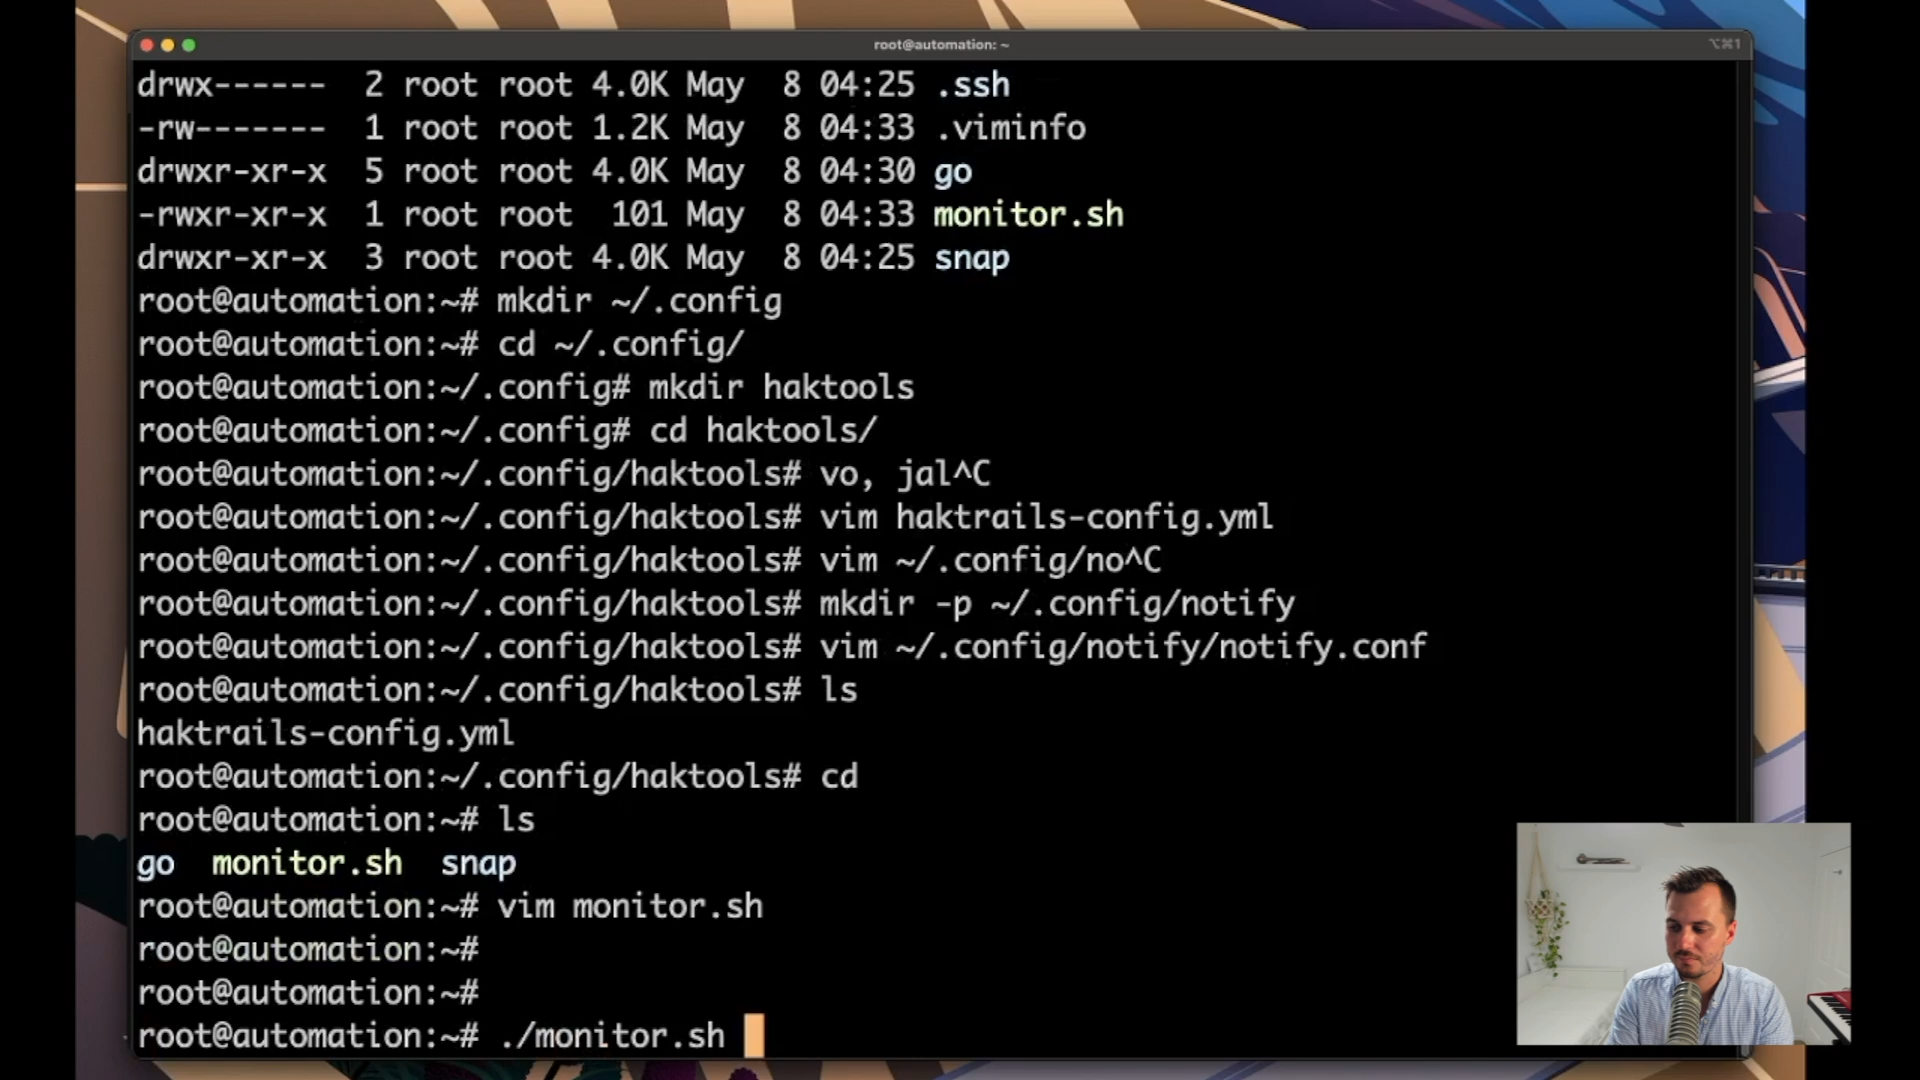 root@automation: ~
⌥⌘1
drwx------  2 root root 4.0K May  8 04:25 .ssh
-rw-------  1 root root 1.2K May  8 04:33 .viminfo
drwxr-xr-x  5 root root 4.0K May  8 04:30 go
-rwxr-xr-x  1 root root  101 May  8 04:33 monitor.sh
drwxr-xr-x  3 root root 4.0K May  8 04:25 snap
root@automation:~# mkdir ~/.config
root@automation:~# cd ~/.config/
root@automation:~/.config# mkdir haktools
root@automation:~/.config# cd haktools/
root@automation:~/.config/haktools# vo, jal^C
root@automation:~/.config/haktools# vim haktrails-config.yml
root@automation:~/.config/haktools# vim ~/.config/no^C
root@automation:~/.config/haktools# mkdir -p ~/.config/notify
root@automation:~/.config/haktools# vim ~/.config/notify/notify.conf
root@automation:~/.config/haktools# ls
haktrails-config.yml
root@automation:~/.config/haktools# cd
root@automation:~# ls
go  monitor.sh  snap
root@automation:~# vim monitor.sh
root@automation:~#
root@automation:~#
root@automation:~# ./monitor.sh